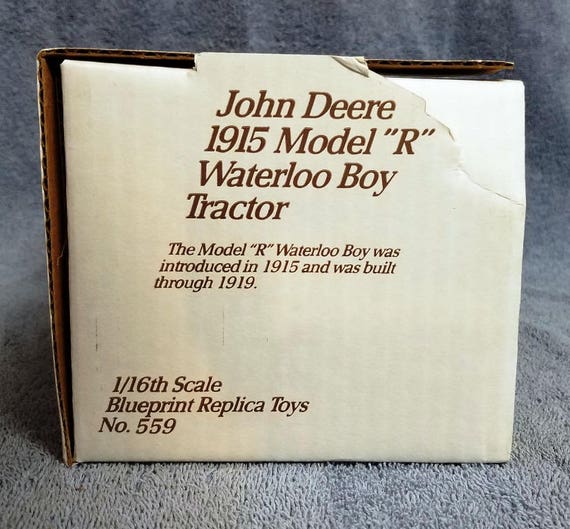 John Deere
1915 Model "R"
Waterloo Boy
Tractor
The Model "R" Waterloo Boy was
introduced in 1915 and was built
through 1919.
1/16th Scale
Blueprint Replica Toys
No. 559